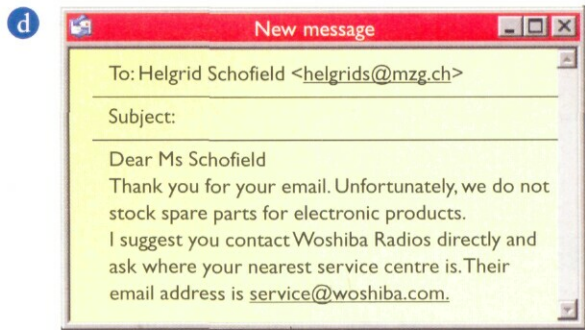 d
New message
To: Helgrid Schofield <helgrids@mzg.ch>
Subject:
Dear Ms Schofield
Thank you for your email. Unfortunately, we do not
stock spare parts for electronic products.
I suggest you contact Woshiba Radios directly and
ask where your nearest service centre is. Their
email address is service@woshiba.com.